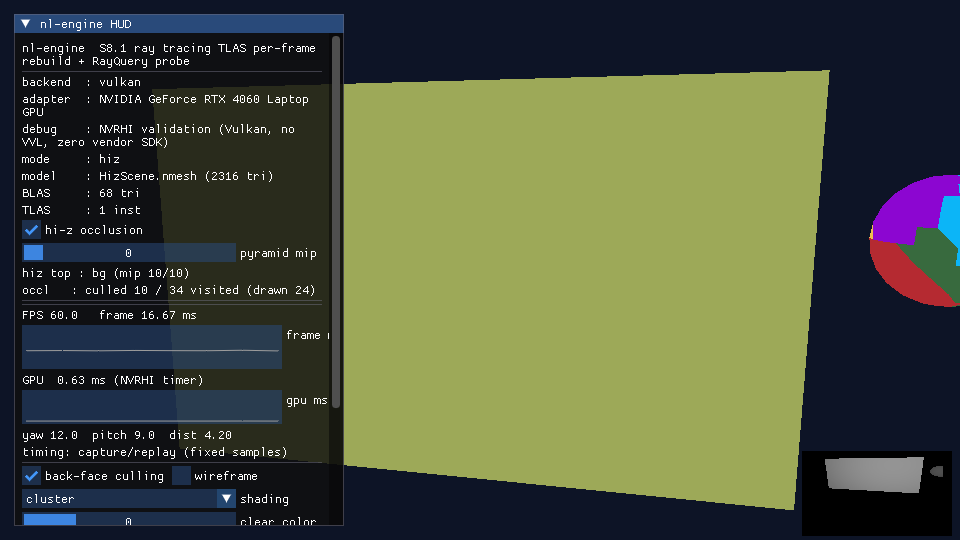 nl-engine HUD
nl-engine  S8.1 ray tracing TLAS per-frame
rebuild + RayQuery probe
backend  : vulkan
adapter  : NVIDIA GeForce RTX 4060 Laptop
GPU
debug    : NVRHI validation (Vulkan, no
VVL, zero vendor SDK)
mode     : hiz
model    : HizScene.nmesh (2316 tri)
BLAS     : 68 tri
TLAS     : 1 inst
hi-z occlusion
0 pyramid mip
hiz top : bg (mip 10/10)
occl   : culled 10 / 34 visited (drawn 24)
FPS 60.0   frame 16.67 ms
frame
GPU  0.63 ms (NVRHI timer)
gpu ms
yaw 12.0  pitch 9.0  dist 4.20
timing: capture/replay (fixed samples)
back-face culling wireframe
cluster shading
0 clear color